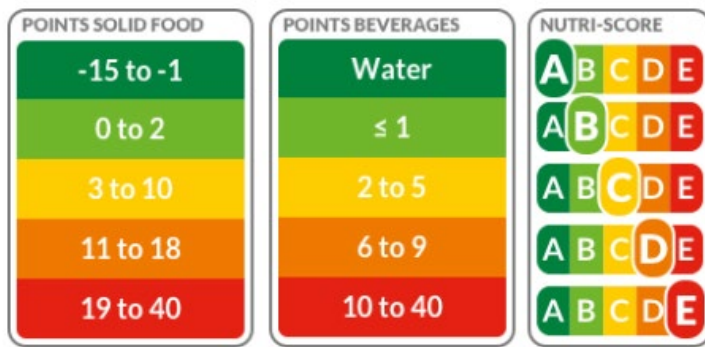 POINTS SOLID FOOD
-15 to -1
0 to 2
3 to 10
11 to 18
19 to 40
POINTS BEVERAGES
Water
≤ 1
2 to 5
6 to 9
10 to 40
NUTRI-SCORE
A B C D E
A B C D E
A B C D E
A B C D E
A B C D E